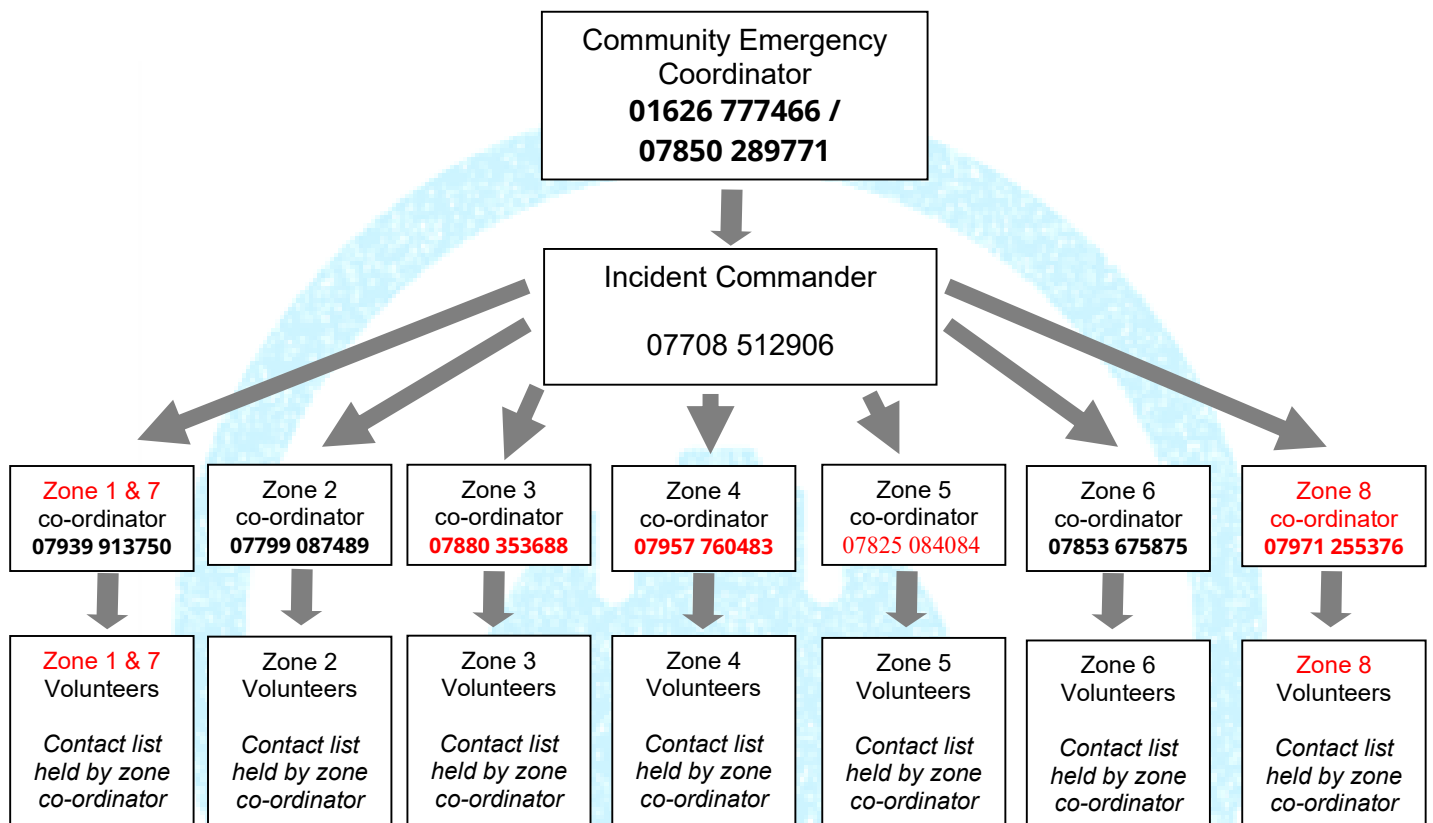 Community Emergency
Coordinator
01626 777466 /
07850 289771
Incident Commander
07708 512906
Zone 1 & 7
co-ordinator
07939 913750
Zone 2
co-ordinator
07799 087489
Zone 3
co-ordinator
07880 353688
Zone 4
co-ordinator
07957 760483
Zone 5
co-ordinator
07825 084084
Zone 6
co-ordinator
07853 675875
Zone 8
co-ordinator
07971 255376
Zone 1 & 7
Volunteers
Contact list
held by zone
co-ordinator
Zone 2
Volunteers
Contact list
held by zone
co-ordinator
Zone 3
Volunteers
Contact list
held by zone
co-ordinator
Zone 4
Volunteers
Contact list
held by zone
co-ordinator
Zone 5
Volunteers
Contact list
held by zone
co-ordinator
Zone 6
Volunteers
Contact list
held by zone
co-ordinator
Zone 8
Volunteers
Contact list
held by zone
co-ordinator